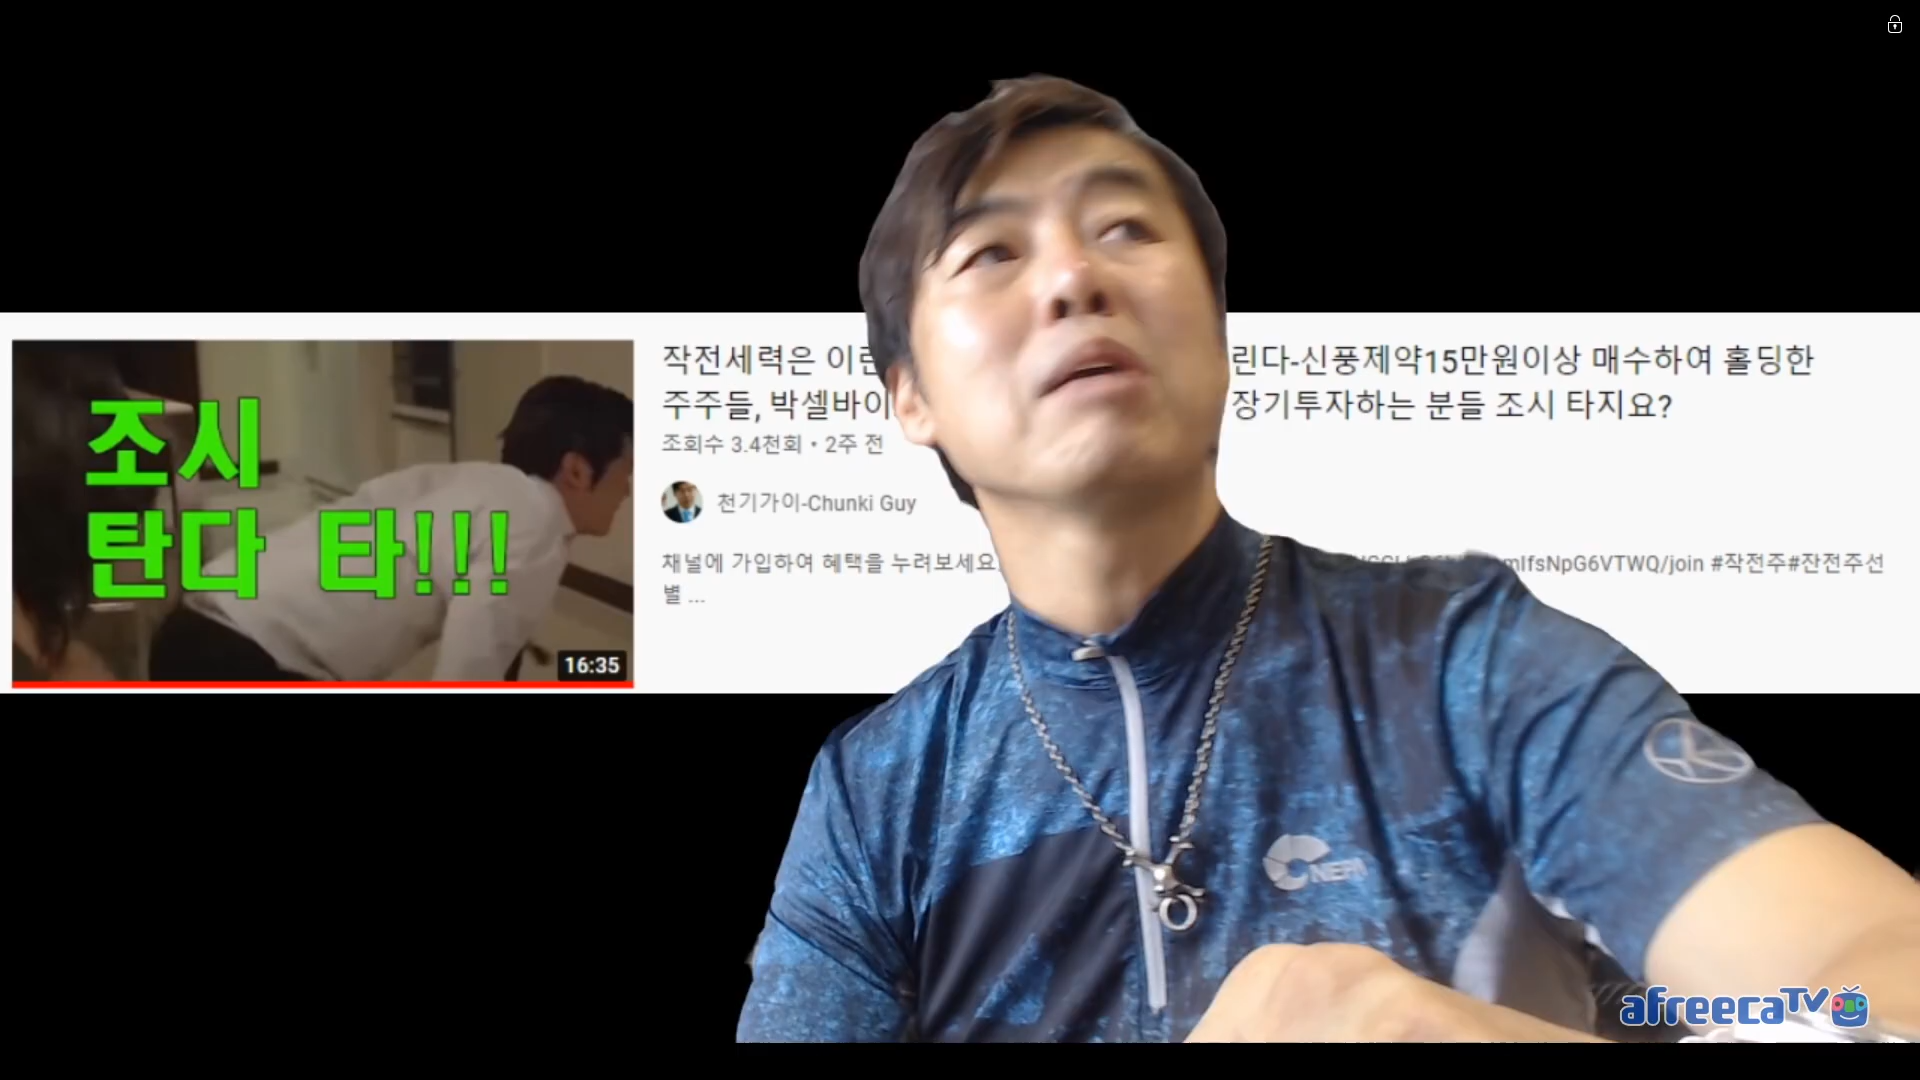 조시
탄다 타!!!
16:35
작전세력은 린다-신풍제약15만원이상 매수하여 홀딩한
주주들, 박셀바이 장기투자하는 분들 조시 타지요?
조회수 3.4천회 • 2주 전
천기가이-Chunki Guy
채널에 가입하여 혜택을 누려보세요 mIfsNpG6VTWQ/join #작전주#잔전주선
별 ...
NEPA
afreecaTV